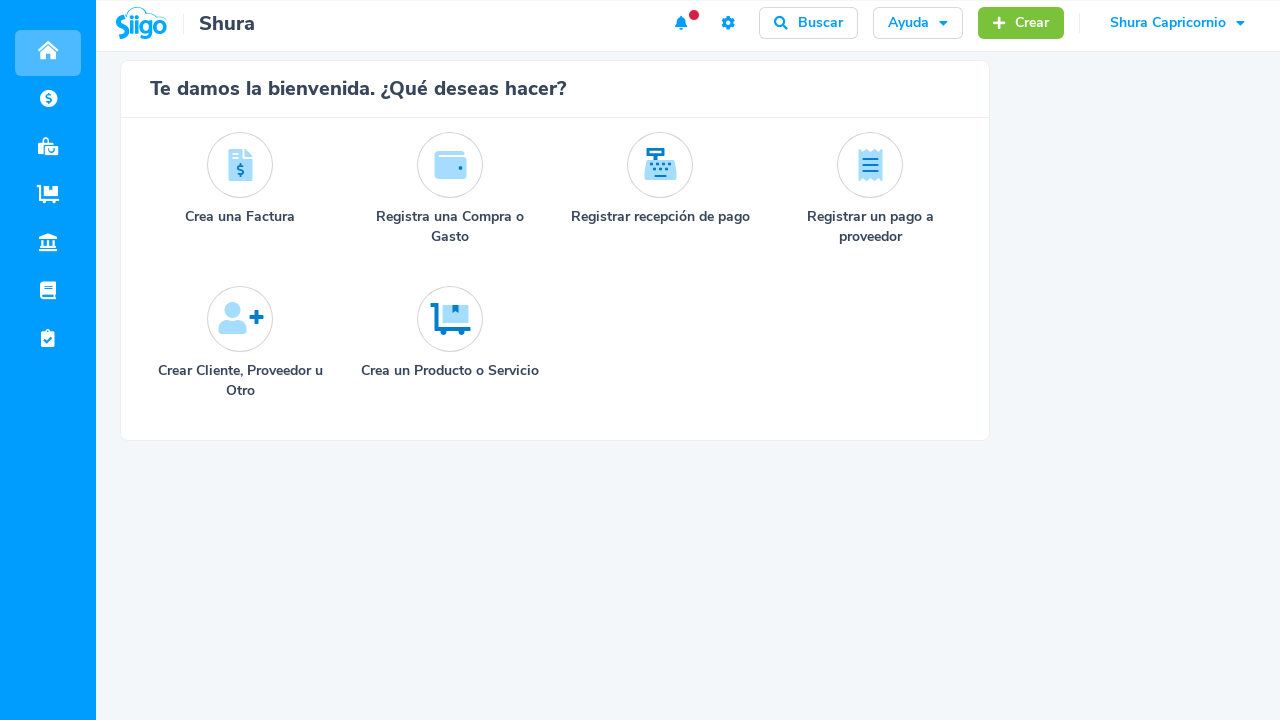 Siigo
Shura
Buscar
Ayuda
Crear
Shura Capricornio
Te damos la bienvenida. ¿Qué deseas hacer?
Crea una Factura
Registra una Compra o
Gasto
Registrar recepción de pago
Registrar un pago a
proveedor
Crear Cliente, Proveedor u
Otro
Crea un Producto o Servicio